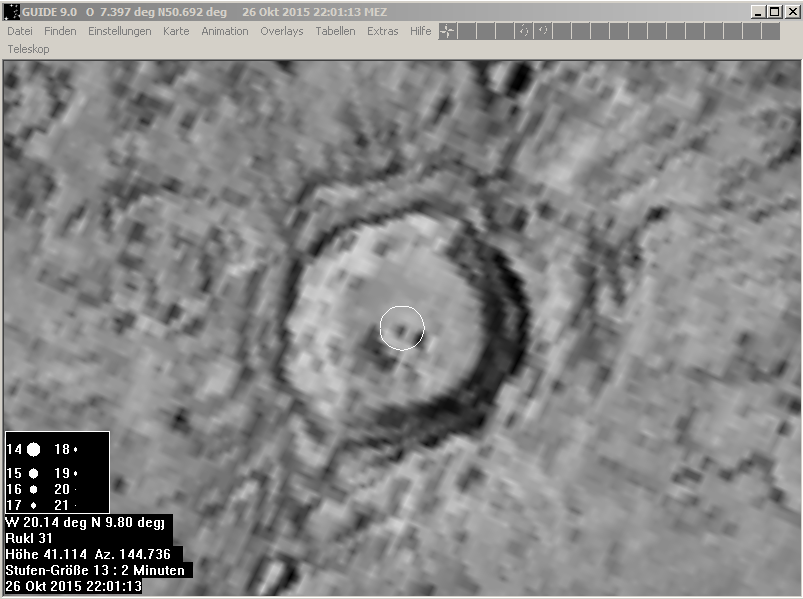 GUIDE 9.0 O 7.397 deg N50.692 deg 26 Okt 2015 22:01:13 MEZ
Datei Finden Einstellungen Karte Animation Overlays Tabellen Extras Hilfe
Teleskop
14 18
15 19
16 20
17 21
W 20.14 deg N 9.80 deg)
Rukl 31
Höhe 41.114 Az. 144.736
Stufen-Größe 13 : 2 Minuten
26 Okt 2015 22:01:13